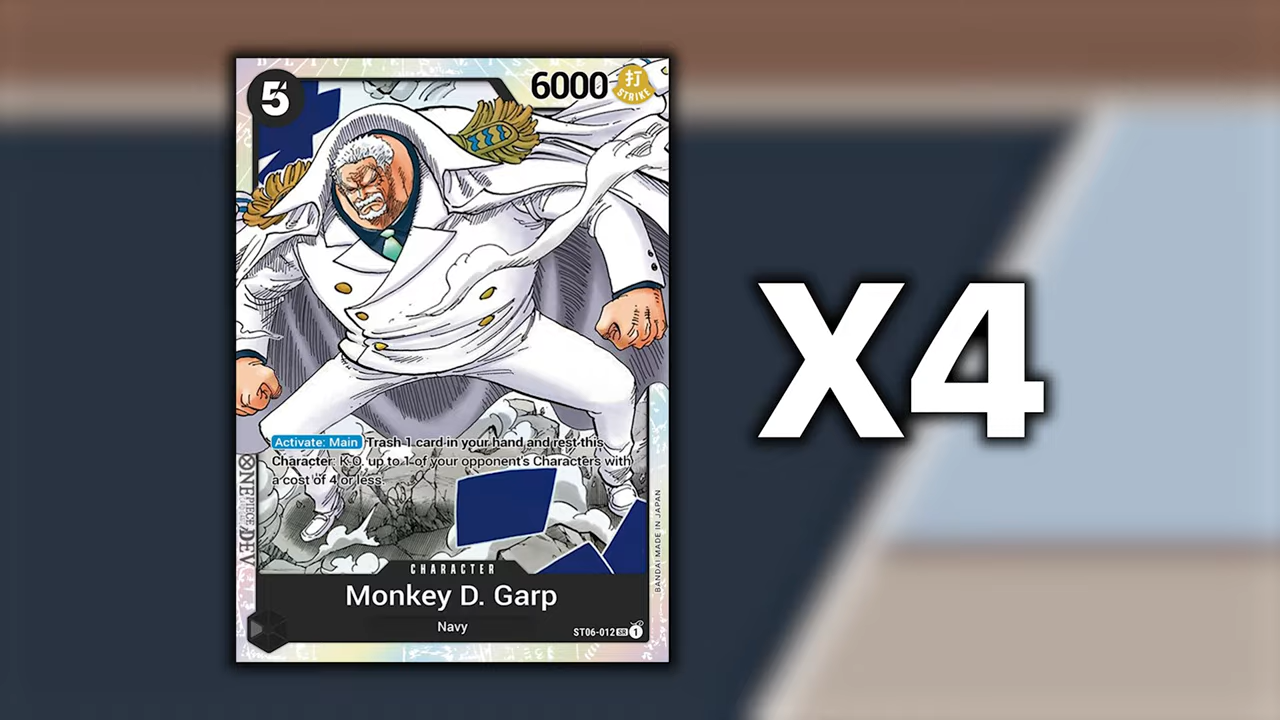 5
6000
打
STRIKE
X4
Activate: Main Trash 1 card in your hand and rest this
Character: K.O. up to 1 of your opponent's Characters with
a cost of 4 or less.
BANDAI MADE IN JAPAN
CHARACTER
Monkey D. Garp
Navy
ST06-012 SR 1